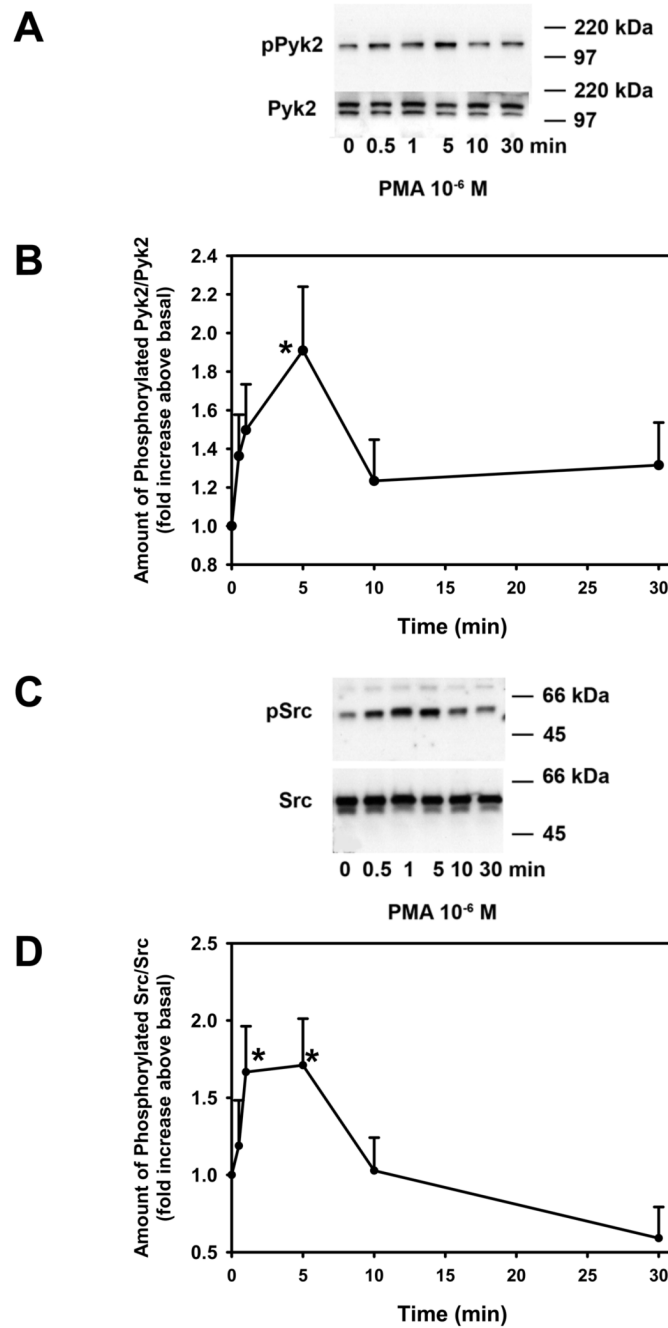 A
pPyk2
220 kDa
97
Pyk2
220 kDa
97
0 0.5 1 5 10 30 min
PMA 10⁻⁶ M
B
Amount of Phosphorylated Pyk2/Pyk2
(fold increase above basal)
2.4
2.2
2.0
1.8
1.6
1.4
1.2
1.0
0.8
*
0 5 10 15 20 25 30
Time (min)
C
pSrc
66 kDa
45
Src
66 kDa
45
0 0.5 1 5 10 30 min
PMA 10⁻⁶ M
D
Amount of Phosphorylated Src/Src
(fold increase above basal)
2.5
2.0
1.5
1.0
0.5
* *
0 5 10 15 20 25 30
Time (min)